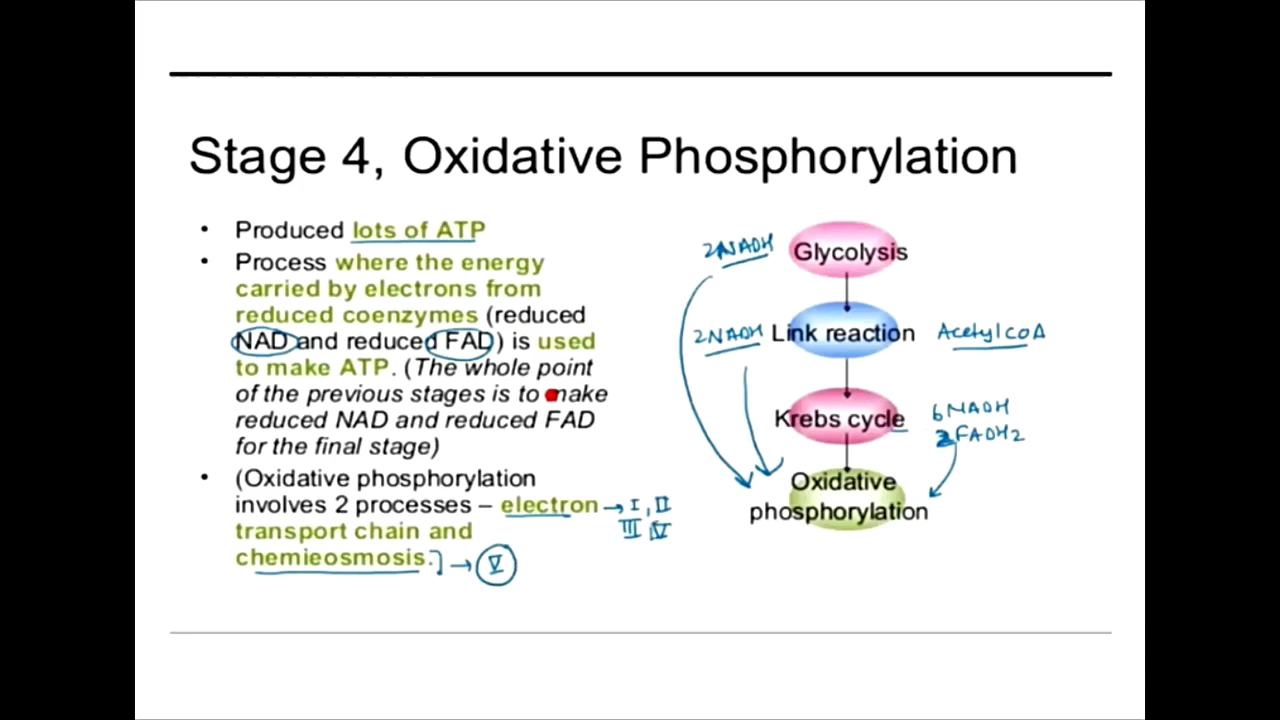 Stage 4, Oxidative Phosphorylation
• Produced lots of ATP
• Process where the energy
carried by electrons from
reduced coenzymes (reduced
NAD and reduced FAD) is used
to make ATP. (The whole point
of the previous stages is to make
reduced NAD and reduced FAD
for the final stage)
• (Oxidative phosphorylation
involves 2 processes – electron → I, II
III IV
transport chain and
chemieosmosis.] → V
2NADH Glycolysis
2NADH Link reaction AcetylcoA
Krebs cycle 6NADH
2FADH2
Oxidative
phosphorylation